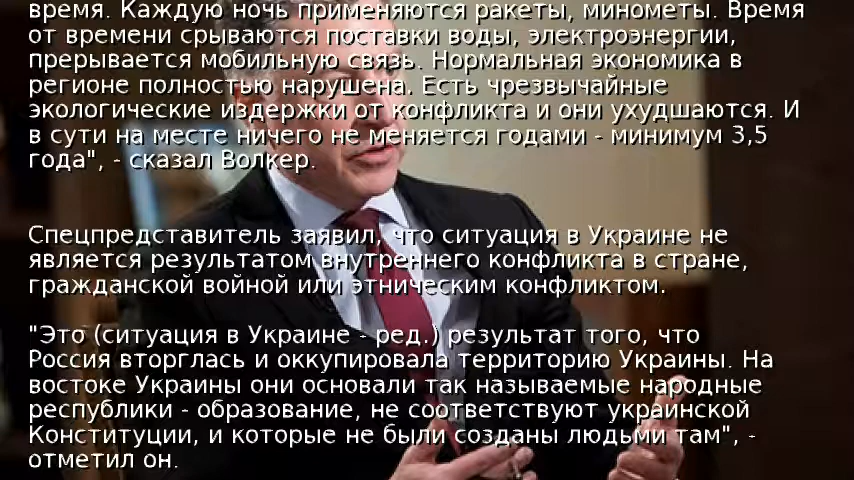 время. Каждую ночь применяются ракеты, минометы. Время
от времени срываются поставки воды, электроэнергии,
прерывается мобильную связь. Нормальная экономика в
регионе полностью нарушена. Есть чрезвычайные
экологические издержки от конфликта и они ухудшаются. И
в сути на месте ничего не меняется годами - минимум 3,5
года", - сказал Волкер.
Спецпредставитель заявил, что ситуация в Украине не
является результатом внутреннего конфликта в стране,
гражданской войной или этническим конфликтом.
"Это (ситуация в Украине - ред.) результат того, что
Россия вторглась и оккупировала территорию Украины. На
востоке Украины они основали так называемые народные
республики - образование, не соответствуют украинской
Конституции, и которые не были созданы людьми там", -
отметил он.